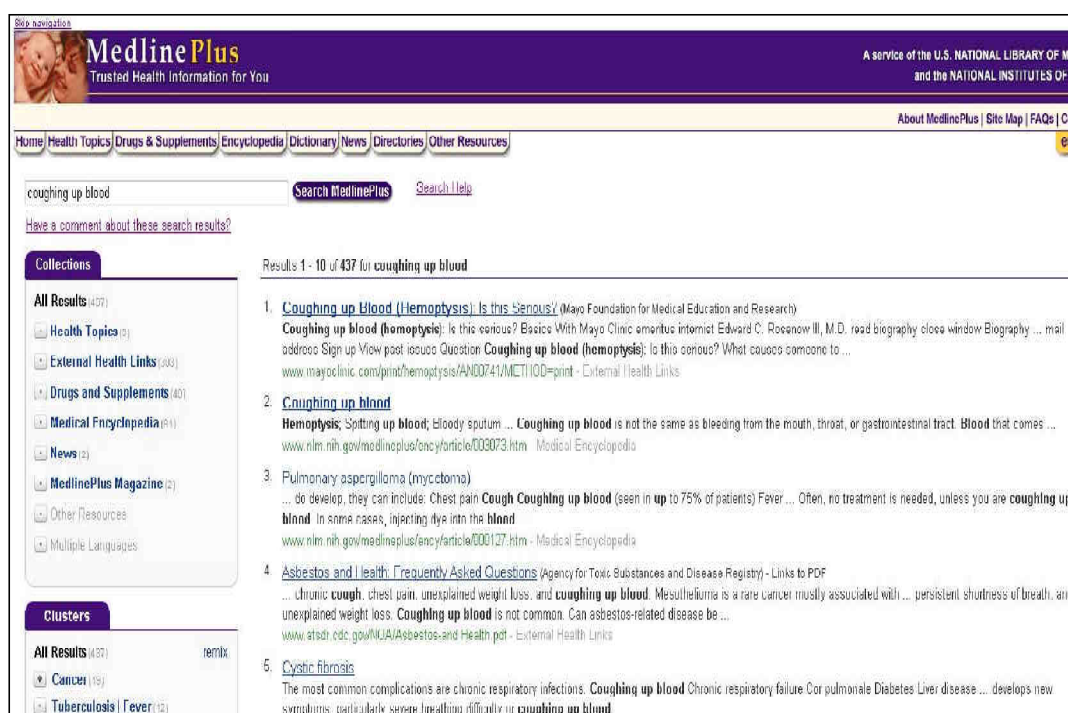 Skip navigation
MedlinePlus
Trusted Health Information for You
A service of the U.S. NATIONAL LIBRARY OF M
and the NATIONAL INSTITUTES OF
About MedlinePlus | Site Map | FAQs | C
Home Health Topics Drugs & Supplements Encyclopedia Dictionary News Directories Other Resources
coughing up blood Search MedlinePlus Search Help
Have a comment about these search results?
Collections
All Results
Health Topics
External Health Links
Drugs and Supplements (40)
Medical Encyclopedia
News (2)
MedlinePlus Magazine (2)
Other Resources
Multiple Languages
Clusters
All Results (437) remix
Cancer (19)
Tuberculosis | Fever (12)
Results 1 - 10 of 437 for coughing up blood
1. Coughing up Blood (Hemoptysis): Is this Serious? (Mayo Foundation for Medical Education and Research)
Coughing up blood (hemoptysis): Is this serious? Basics With Mayo Clinic emeritus internist Edward C. Rosenow III, M.D. read biography close window Biography ... mail
address Sign up View past issues Question Coughing up blood (hemoptysis): Is this serious? What causes someone to ...
www.mayoclinic.com/print/hemoptysis/AN00741/METHOD=print - External Health Links
2. Coughing up blood
Hemoptysis; Spitting up blood; Bloody sputum ... Coughing up blood is not the same as bleeding from the mouth, throat, or gastrointestinal tract. Blood that comes ...
www.nlm.nih.gov/medlineplus/ency/article/003073.htm - Medical Encyclopedia
3. Pulmonary aspergilloma (mycetoma)
... do develop, they can include: Chest pain Cough Coughing up blood (seen in up to 75% of patients) Fever ... Often, no treatment is needed, unless you are coughing up
blood. In some cases, injecting dye into the blood
www.nlm.nih.gov/medlineplus/ency/article/000127.htm - Medical Encyclopedia
4. Asbestos and Health: Frequently Asked Questions (Agency for Toxic Substances and Disease Registry) - Links to PDF
... chronic cough, chest pain, unexplained weight loss, and coughing up blood. Mesothelioma is a rare cancer mostly associated with ... persistent shortness of breath, an
unexplained weight loss. Coughing up blood is not common. Can asbestos-related disease be ...
www.atsdr.cdc.gov/NOA/Asbestos-and Health.pdf - External Health Links
5. Cystic fibrosis
The most common complications are chronic respiratory infections. Coughing up blood Chronic respiratory failure Cor pulmonale Diabetes Liver disease ... develops new
symptoms, particularly severe breathing difficulty or coughing up blood